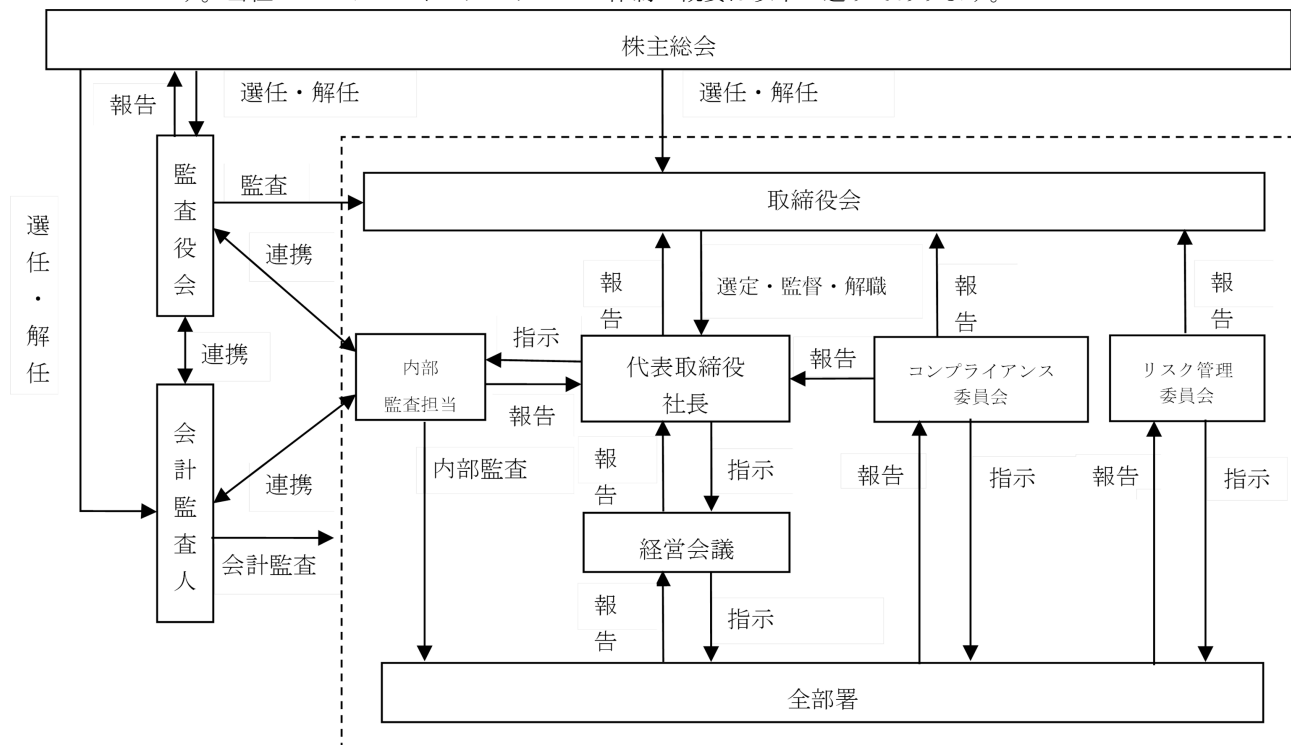 株主総会
報告
選任・解任
選任・解任
監査役会
監査
取締役会
選任・解任
連携
報告
選定・監督・解職
報告
報告
連携
内部
監査担当
指示
報告
代表取締役
社長
報告
コンプライアンス
委員会
リスク管理
委員会
会計監査人
連携
内部監査
報告
指示
報告
指示
報告
指示
会計監査
経営会議
報告
指示
全部署